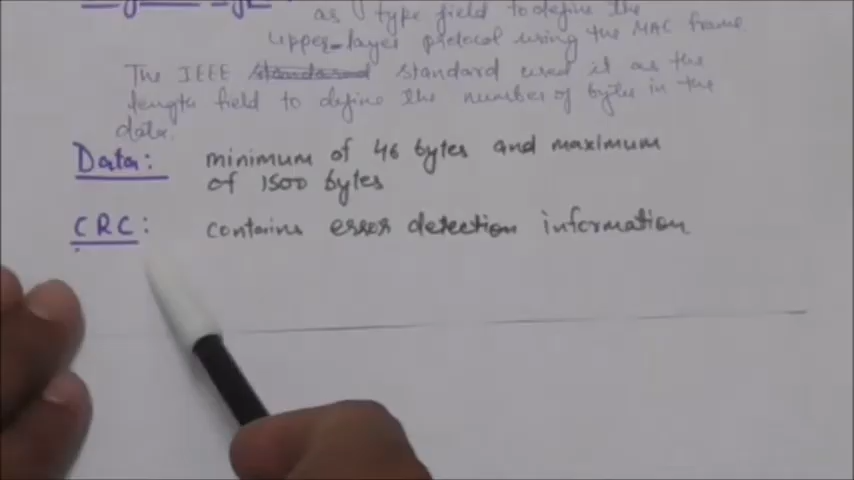 as type field to define the
upper-layer protocol using the MAC frame
The IEEE standard used it as the
length field to define the number of bytes in the
data.
Data: minimum of 46 bytes and maximum
of 1500 bytes
CRC: contains error detection information